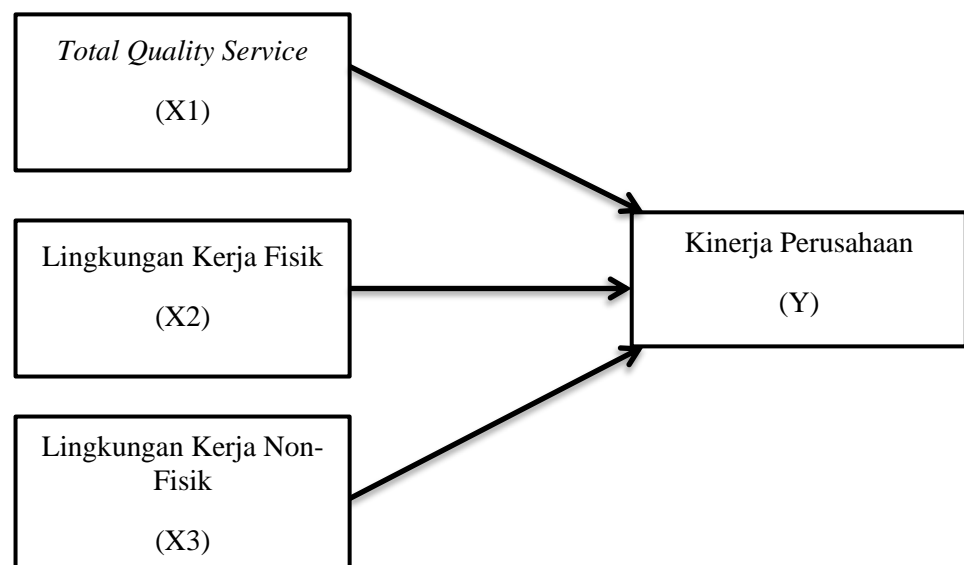 Total Quality Service
(X1)
Lingkungan Kerja Fisik
(X2)
Lingkungan Kerja Non-
Fisik
(X3)
Kinerja Perusahaan
(Y)